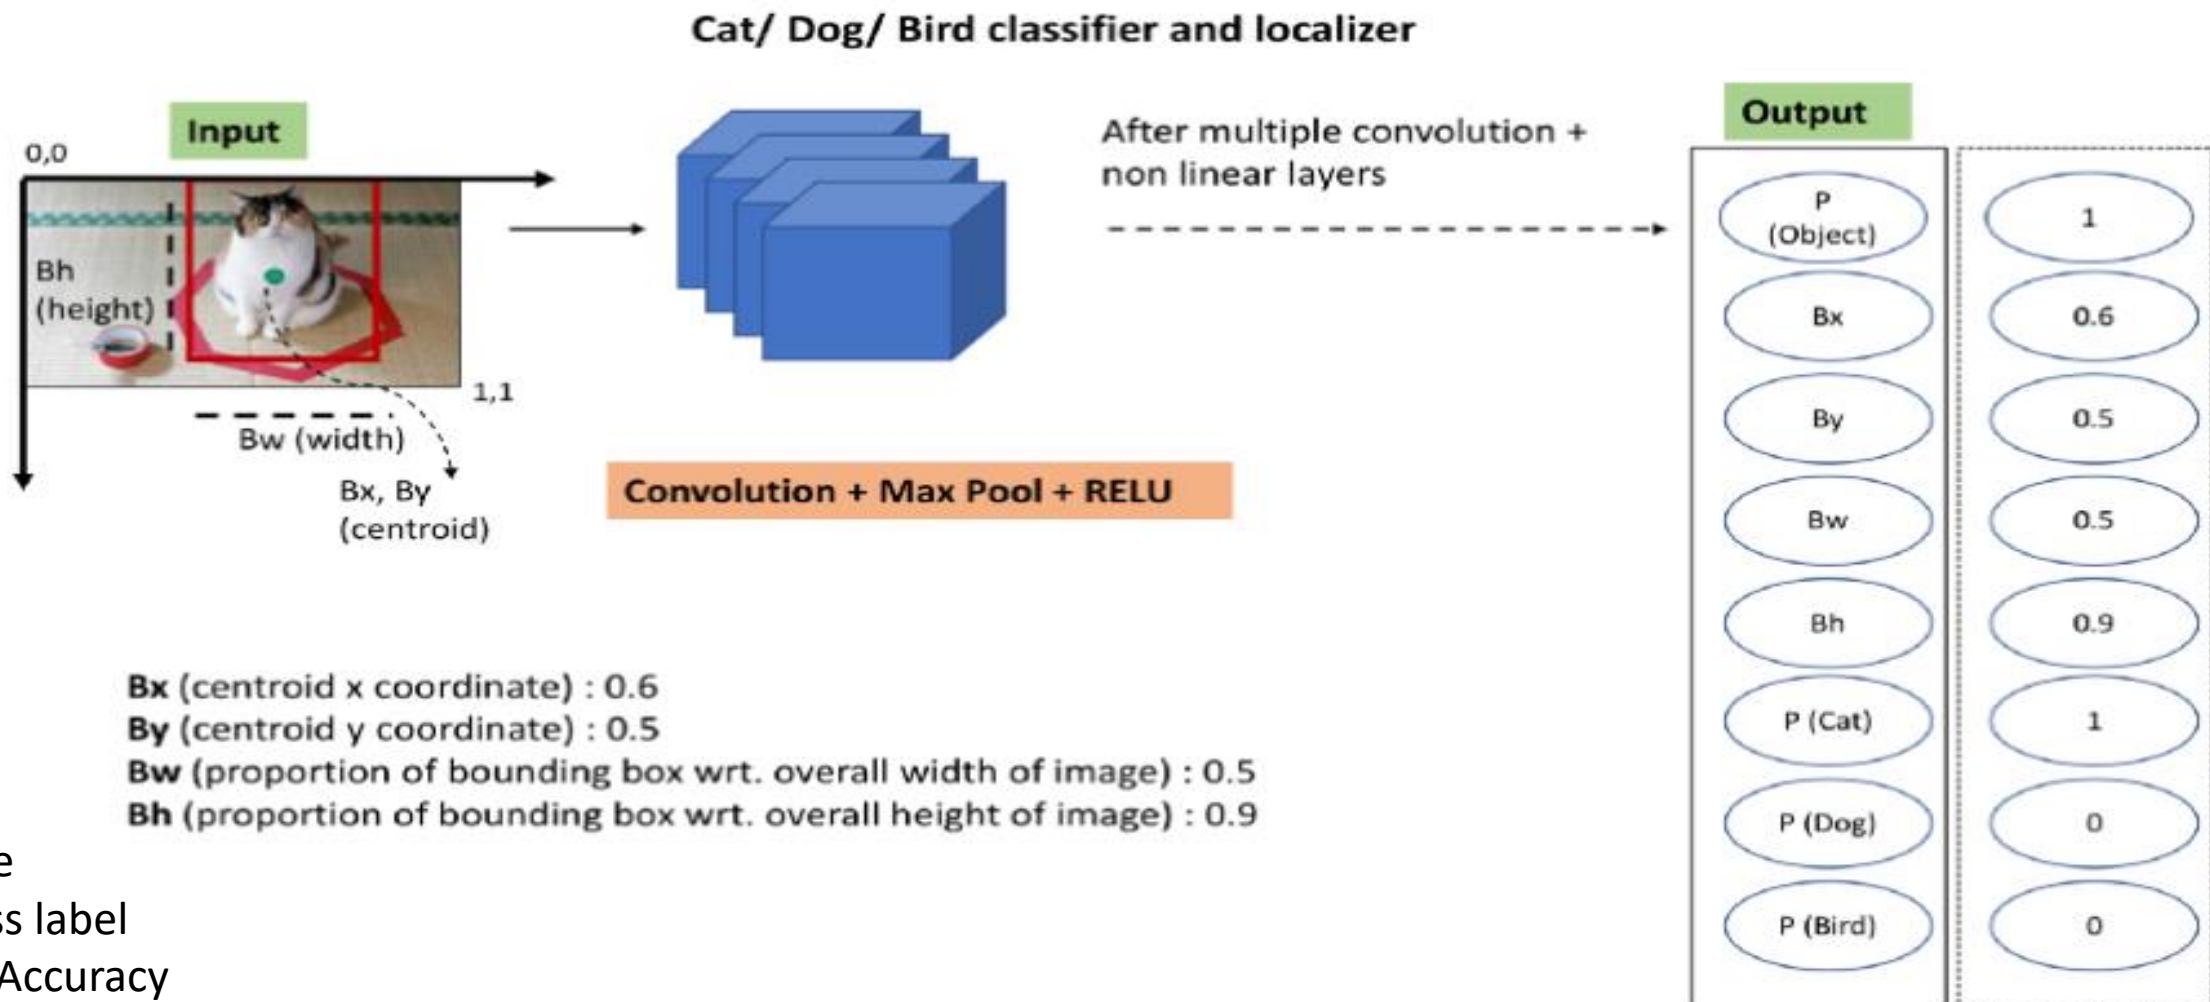 Cat/ Dog/ Bird classifier and localizer
Input
0,0
Bh
(height)
1,1
Bw (width)
Bx, By
(centroid)
After multiple convolution +
non linear layers
Convolution + Max Pool + RELU
Output
P
(Object)
1
Bx
0.6
By
0.5
Bw
0.5
Bh
0.9
P (Cat)
1
P (Dog)
0
P (Bird)
0
Bx (centroid x coordinate) : 0.6
By (centroid y coordinate) : 0.5
Bw (proportion of bounding box wrt. overall width of image) : 0.5
Bh (proportion of bounding box wrt. overall height of image) : 0.9
label
Accuracy